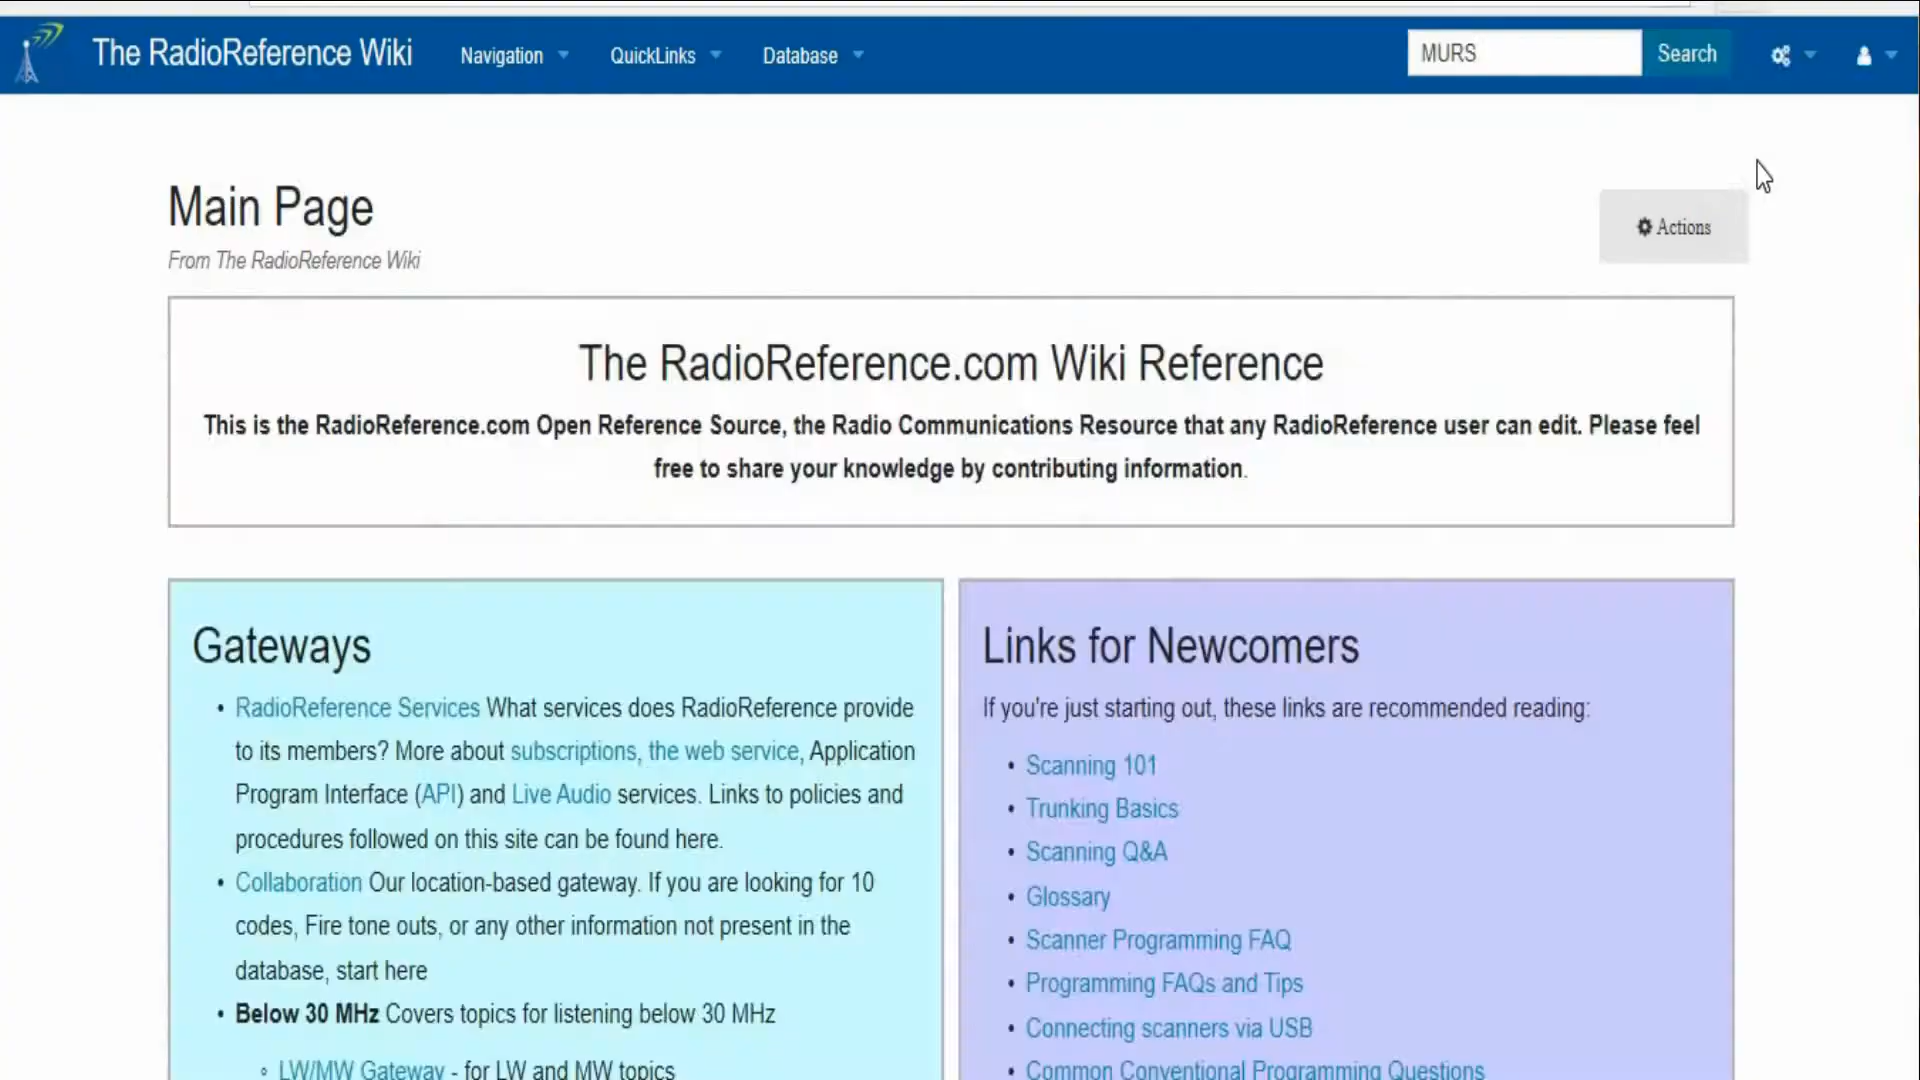 The RadioReference Wiki
Navigation
QuickLinks
Database
MURS
Search
Main Page
Actions
From The RadioReference Wiki
The RadioReference.com Wiki Reference
This is the RadioReference.com Open Reference Source, the Radio Communications Resource that any RadioReference user can edit. Please feel
free to share your knowledge by contributing information.
Gateways
• RadioReference Services What services does RadioReference provide
to its members? More about subscriptions, the web service, Application
Program Interface (API) and Live Audio services. Links to policies and
procedures followed on this site can be found here.
• Collaboration Our location-based gateway. If you are looking for 10
codes, Fire tone outs, or any other information not present in the
database, start here
• Below 30 MHz Covers topics for listening below 30 MHz
◦ LW/MW Gateway - for LW and MW topics
Links for Newcomers
If you're just starting out, these links are recommended reading:
• Scanning 101
• Trunking Basics
• Scanning Q&A
• Glossary
• Scanner Programming FAQ
• Programming FAQs and Tips
• Connecting scanners via USB
• Common Conventional Programming Questions